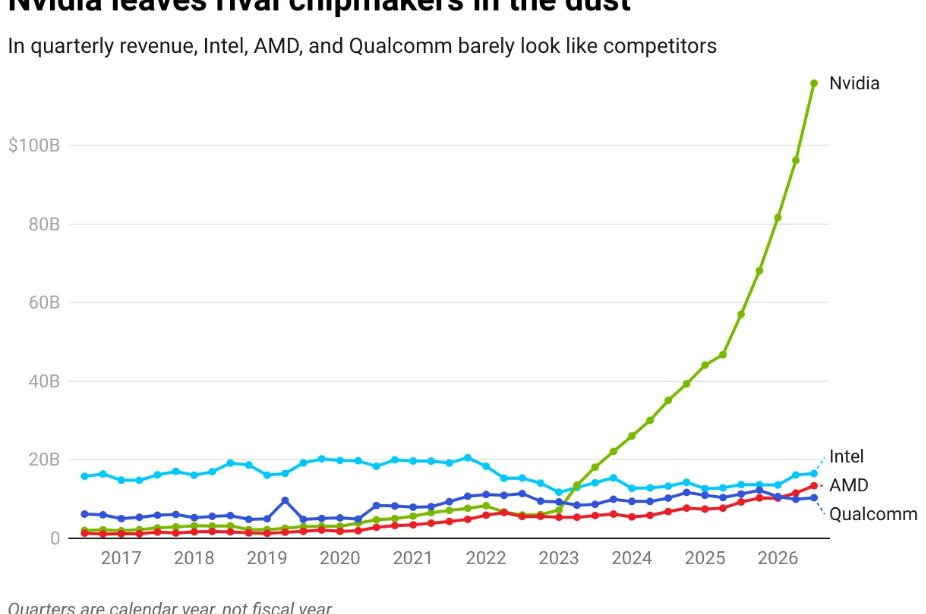 Nvidia leaves rival chipmakers in the dust
In quarterly revenue, Intel, AMD, and Qualcomm barely look like competitors
Nvidia
$100B
80B
60B
40B
20B
0
Intel
AMD
Qualcomm
2017 2018 2019 2020 2021 2022 2023 2024 2025 2026
Quarters are calendar year, not fiscal year